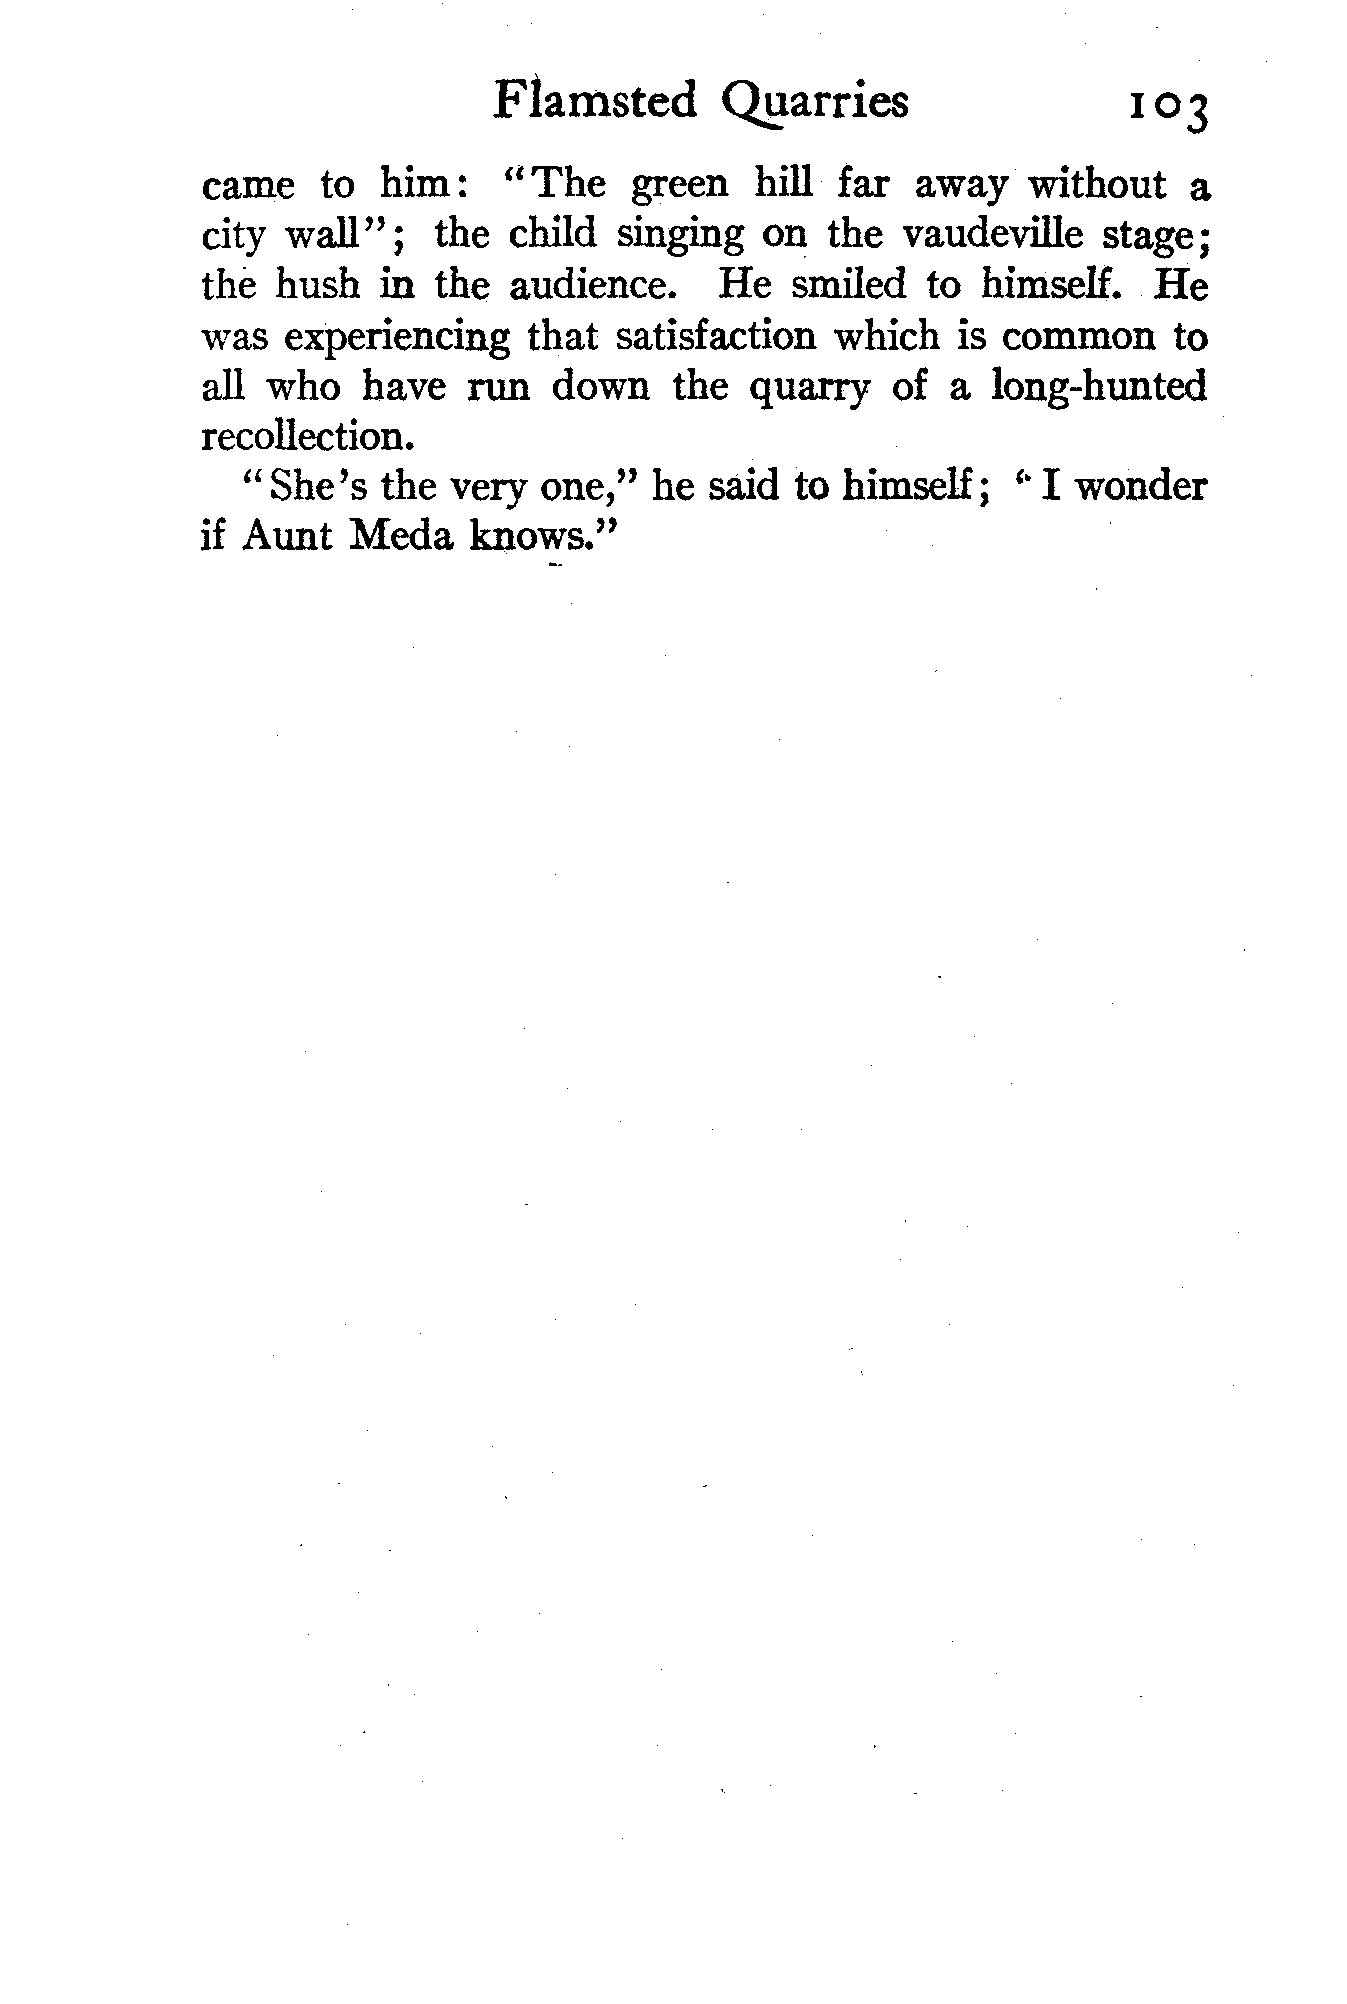 Flamsted Quarries 103
came to him: "The green hill far away without a
city wall"; the child singing on the vaudeville stage;
the hush in the audience. He smiled to himself. He
was experiencing that satisfaction which is common to
all who have run down the quarry of a long-hunted
recollection.
"She's the very one," he said to himself; "I wonder
if Aunt Meda knows."